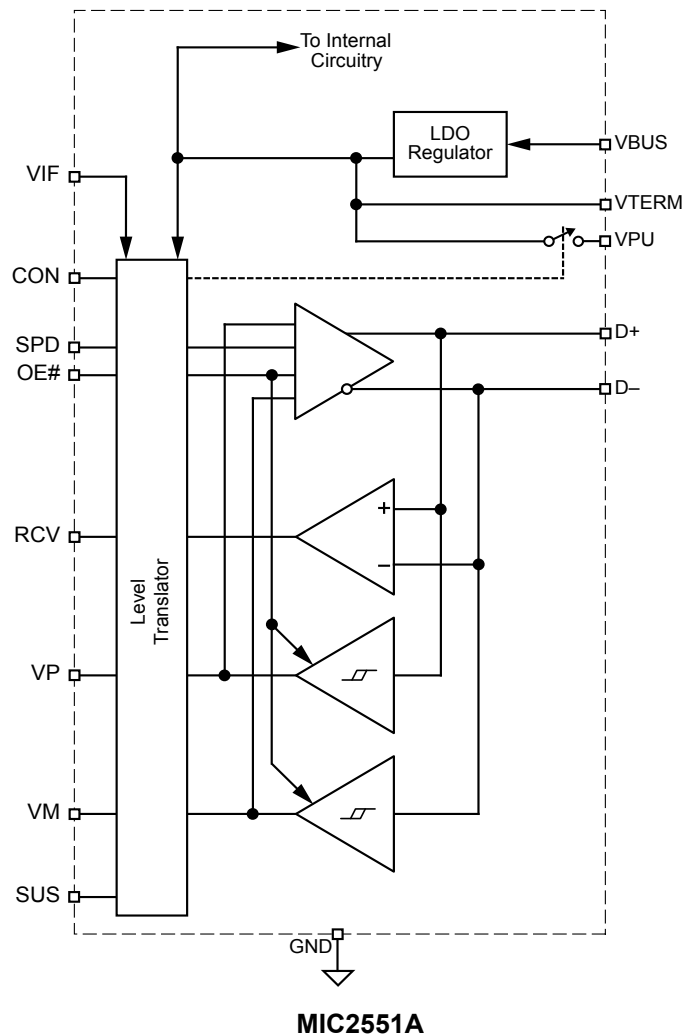 To Internal
Circuitry
LDO
Regulator
VBUS
VIF
VTERM
VPU
CON
SPD
D+
OE#
D–
RCV
+
–
Level
Translator
VP
VM
SUS
GND
MIC2551A